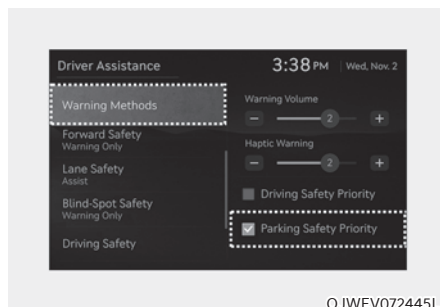 Driver Assistance
3:38 PM Wed, Nov. 2
Warning Methods
Forward Safety
Warning Only
Lane Safety
Assist
Blind-Spot Safety
Warning Only
Driving Safety
Warning Volume
− 2 +
Haptic Warning
− 2 +
Driving Safety Priority
Parking Safety Priority
OJWEV072445L